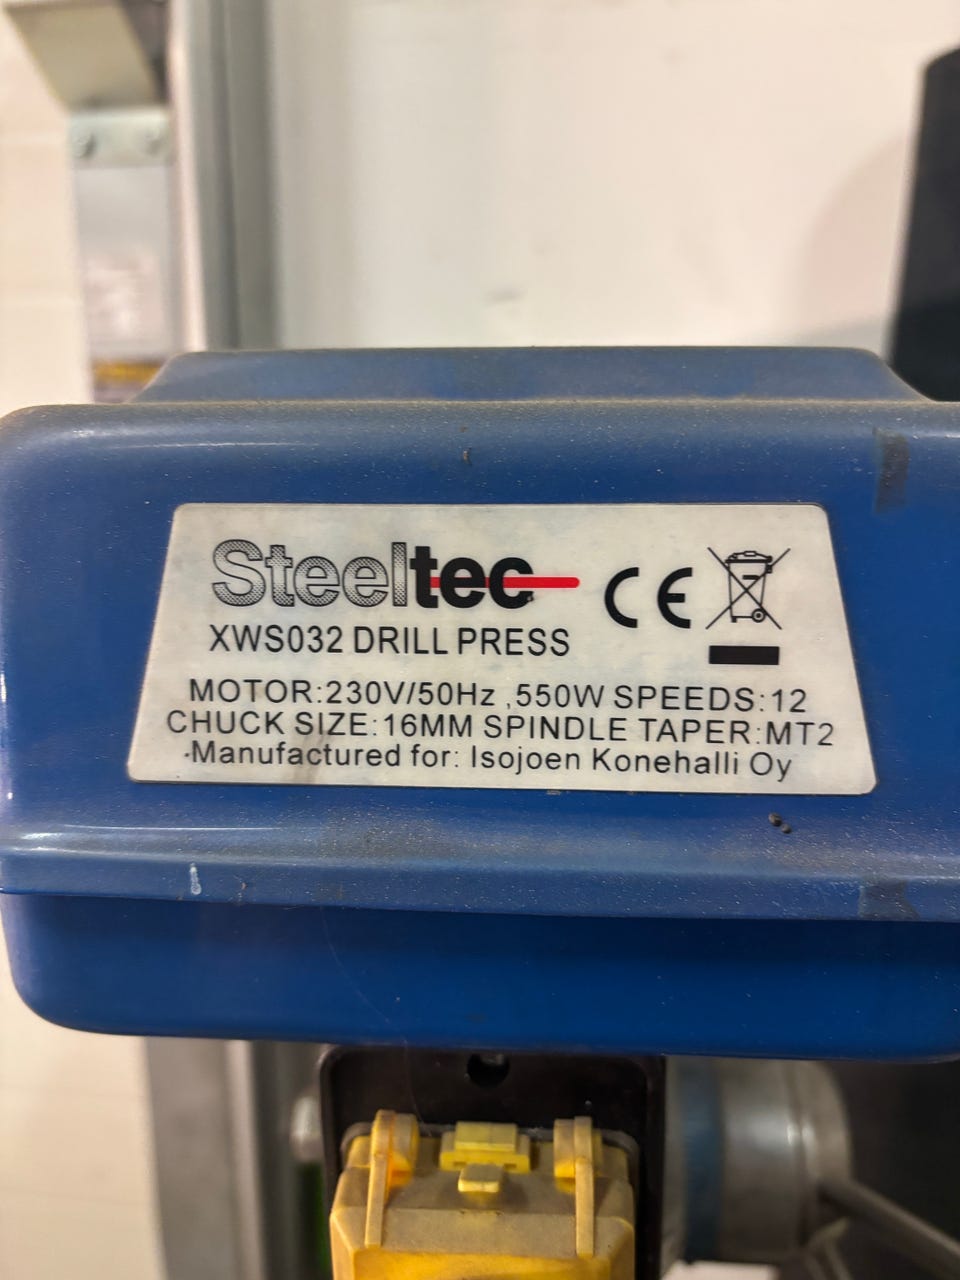 Steeltec CE
XWS032 DRILL PRESS
MOTOR:230V/50Hz ,550W SPEEDS:12
CHUCK SIZE:16MM SPINDLE TAPER:MT2
Manufactured for: Isojoen Konehalli Oy